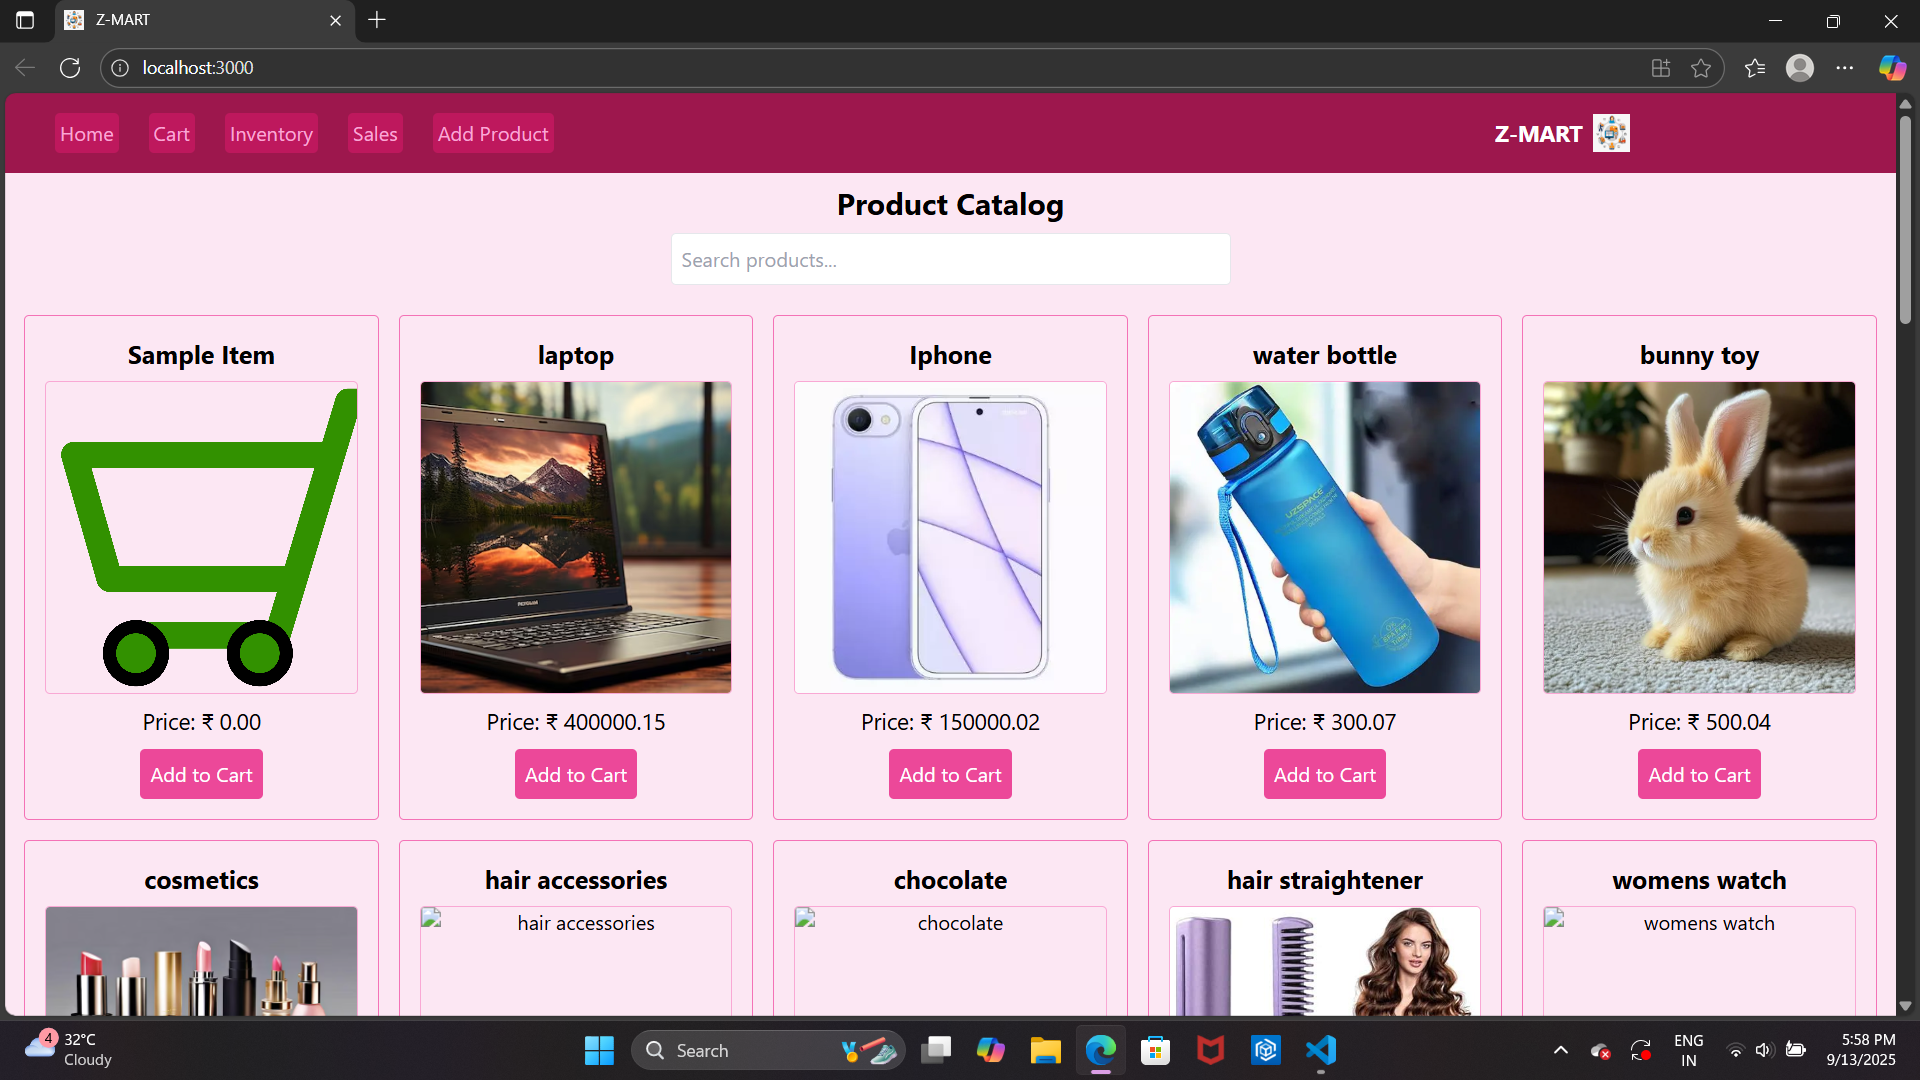 Z-MART
localhost:3000
Home Cart Inventory Sales Add Product Z-MART
Product Catalog
Search products...
Sample Item laptop Iphone water bottle bunny toy
UZSPACE
Price: ₹ 0.00 Price: ₹ 400000.15 Price: ₹ 150000.02 Price: ₹ 300.07 Price: ₹ 500.04
Add to Cart Add to Cart Add to Cart Add to Cart Add to Cart
cosmetics hair accessories chocolate hair straightener womens watch
hair accessories chocolate womens watch
4 32°C
Cloudy
Search
ENG
IN
5:58 PM
9/13/2025